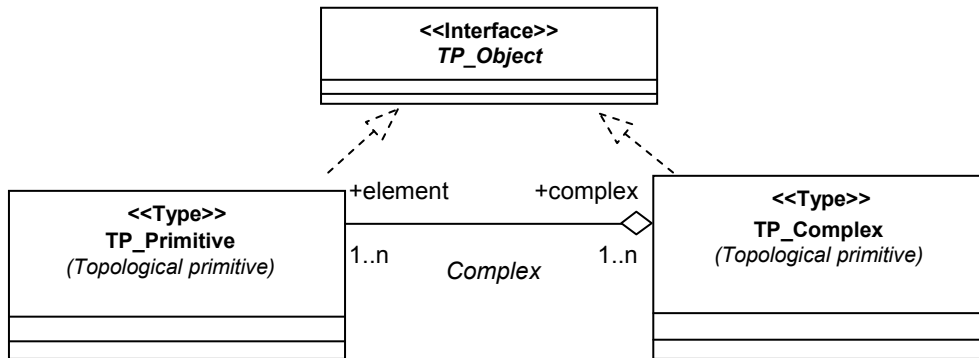 <<Interface>>
TP_Object
<<Type>>
TP_Primitive
(Topological primitive)
+element
1..n
Complex
+complex
1..n
<<Type>>
TP_Complex
(Topological primitive)